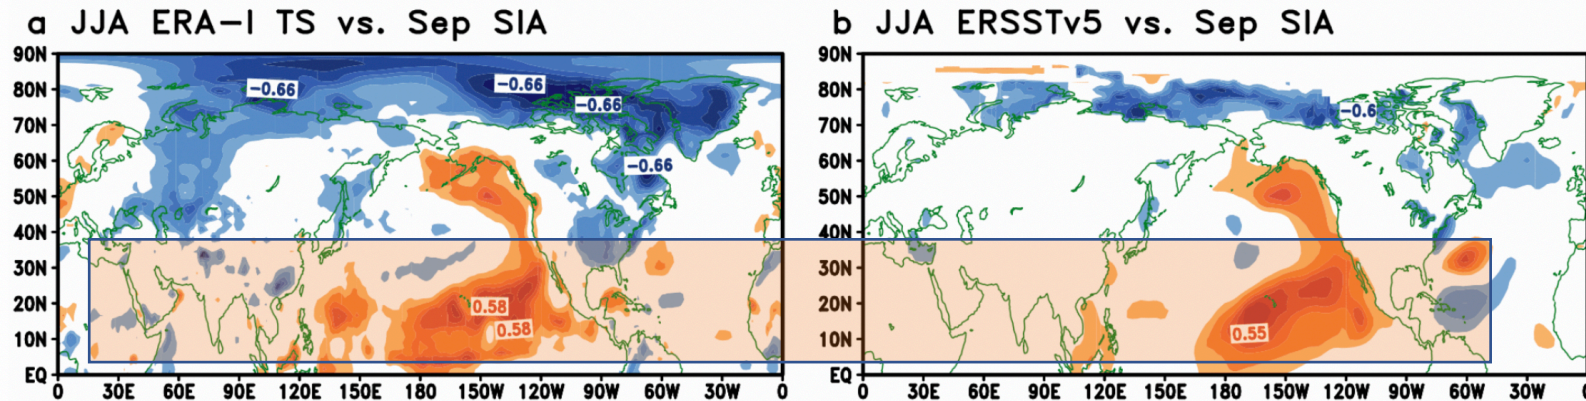 a JJA ERA-I TS vs. Sep SIA
90N
80N
70N
60N
50N
40N
30N
20N
10N
EQ
-0.66
-0.66
-0.66
-0.66
0.58
0.58
0 30E 60E 90E 120E 150E 180 150W 120W 90W 60W 30W 0
b JJA ERSSTv5 vs. Sep SIA
90N
80N
70N
60N
50N
40N
30N
20N
10N
EQ
-0.6
0.55
0 30E 60E 90E 120E 150E 180 150W 120W 90W 60W 30W 0